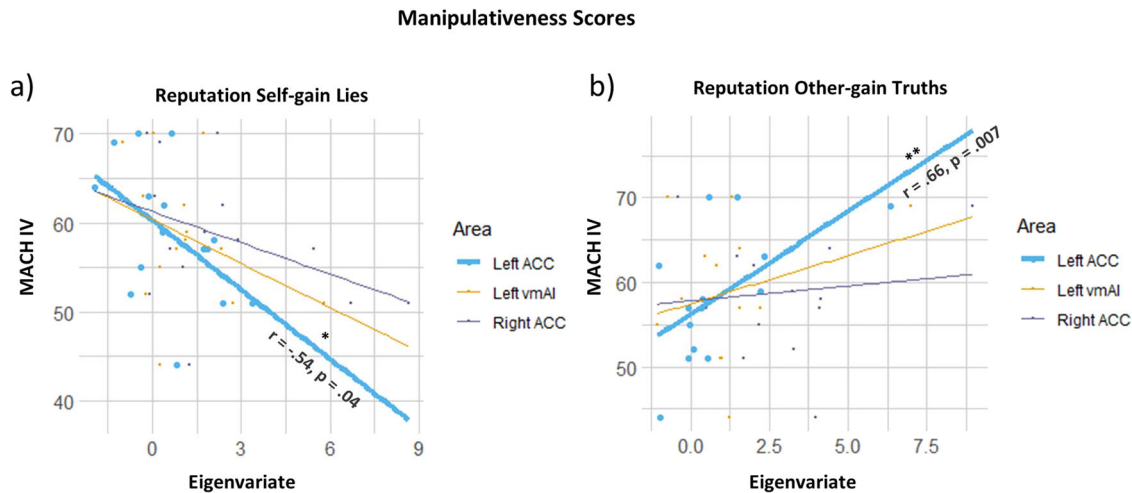 Manipulativeness Scores
a)
Reputation Self-gain Lies
MACH IV
70
60
50
40
0
3
6
9
Eigenvariate
*
r = -.54, p = .04
Area
Left ACC
Left vmAI
Right ACC
b)
Reputation Other-gain Truths
MACH IV
70
60
50
0.0
2.5
5.0
7.5
Eigenvariate
**
r = .66, p = .007
Area
Left ACC
Left vmAI
Right ACC